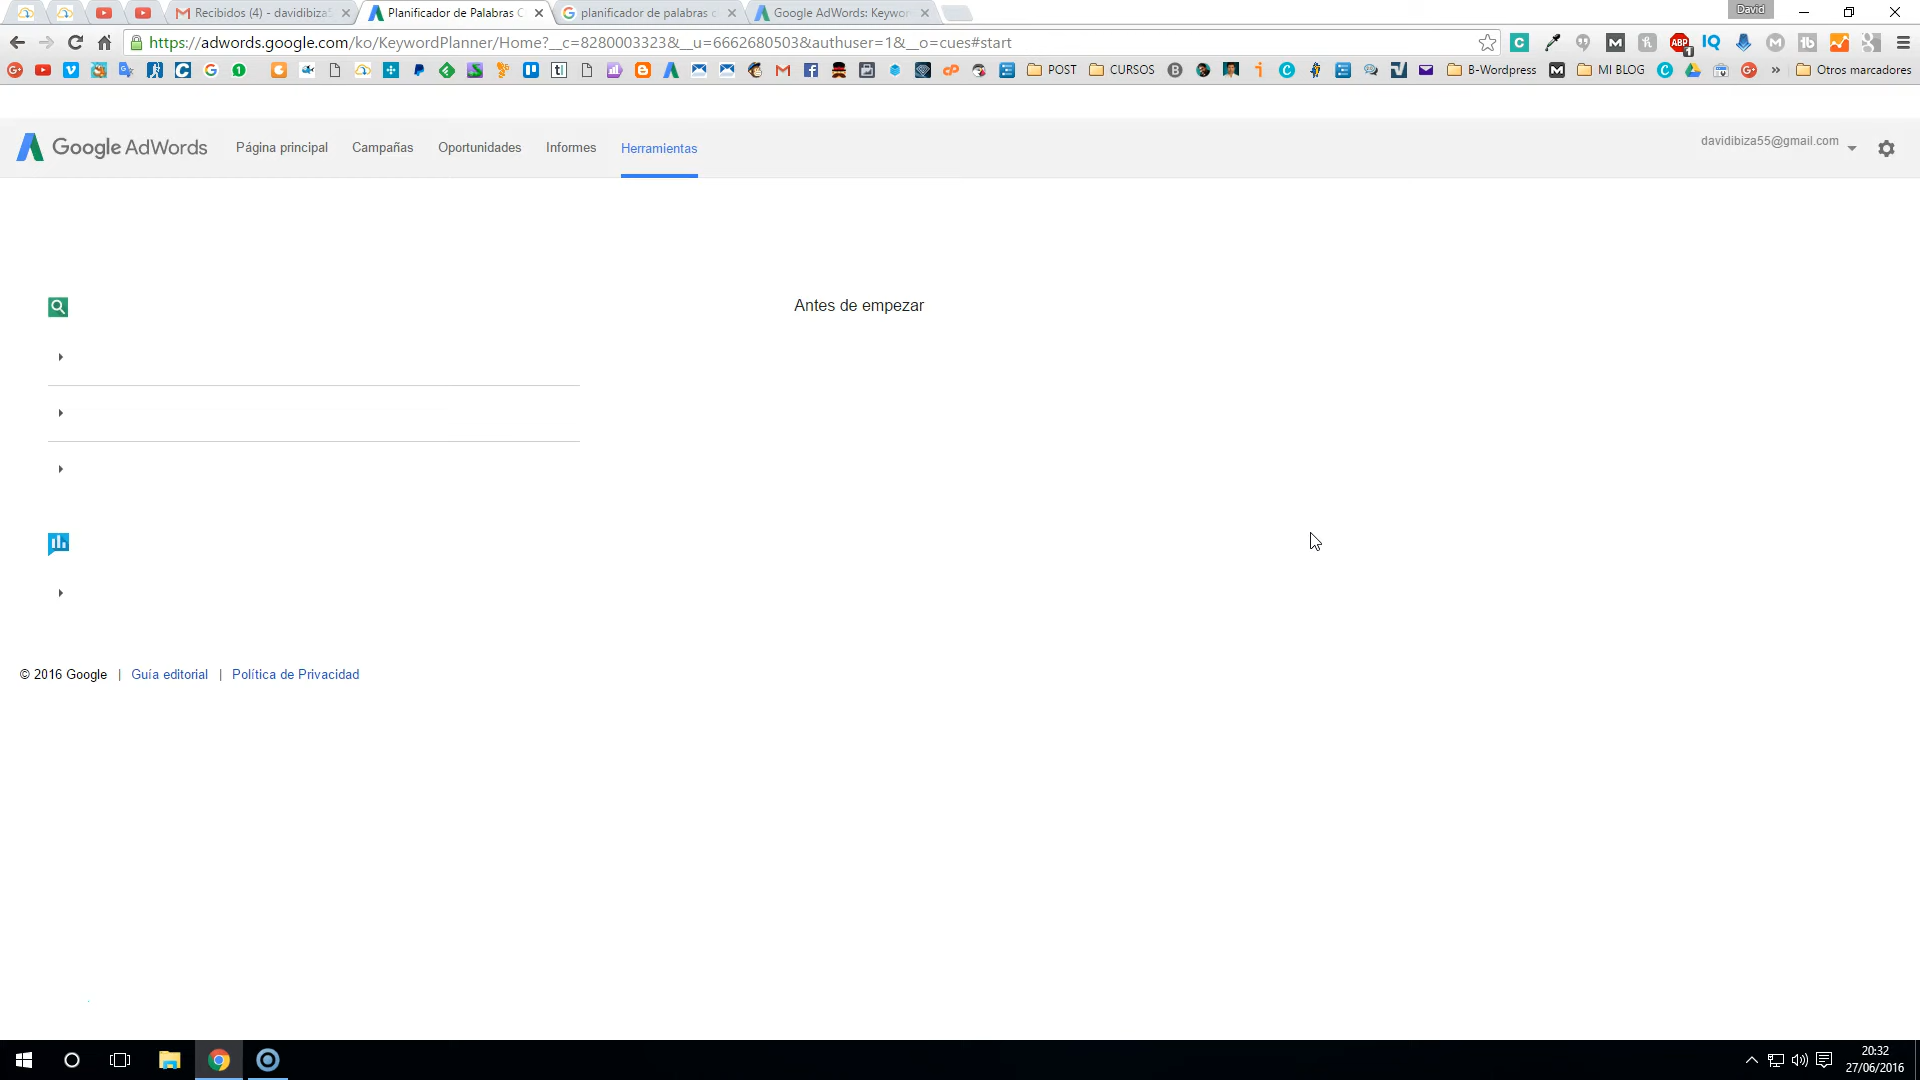 Recibidos (4) - davidibiza5
Planificador de Palabras C
planificador de palabras c
Google AdWords: Keywor
David
https://adwords.google.com/ko/KeywordPlanner/Home?__c=8280003323&__u=6662680503&authuser=1&__o=cues#start
POST
CURSOS
B-Wordpress
MI BLOG
Otros marcadores
Google AdWords
Página principal
Campañas
Oportunidades
Informes
Herramientas
davidibiza55@gmail.com
Antes de empezar
© 2016 Google | Guía editorial | Política de Privacidad
20:32
27/06/2016